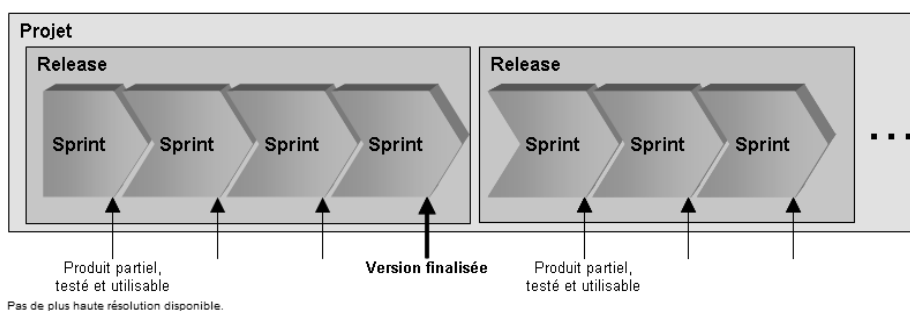 Projet
Release
Release
Sprint
Sprint
Sprint
Sprint
Sprint
Sprint
Sprint
Produit partiel,
testé et utilisable
Version finalisée
Produit partiel,
testé et utilisable
Pas de plus haute résolution disponible.